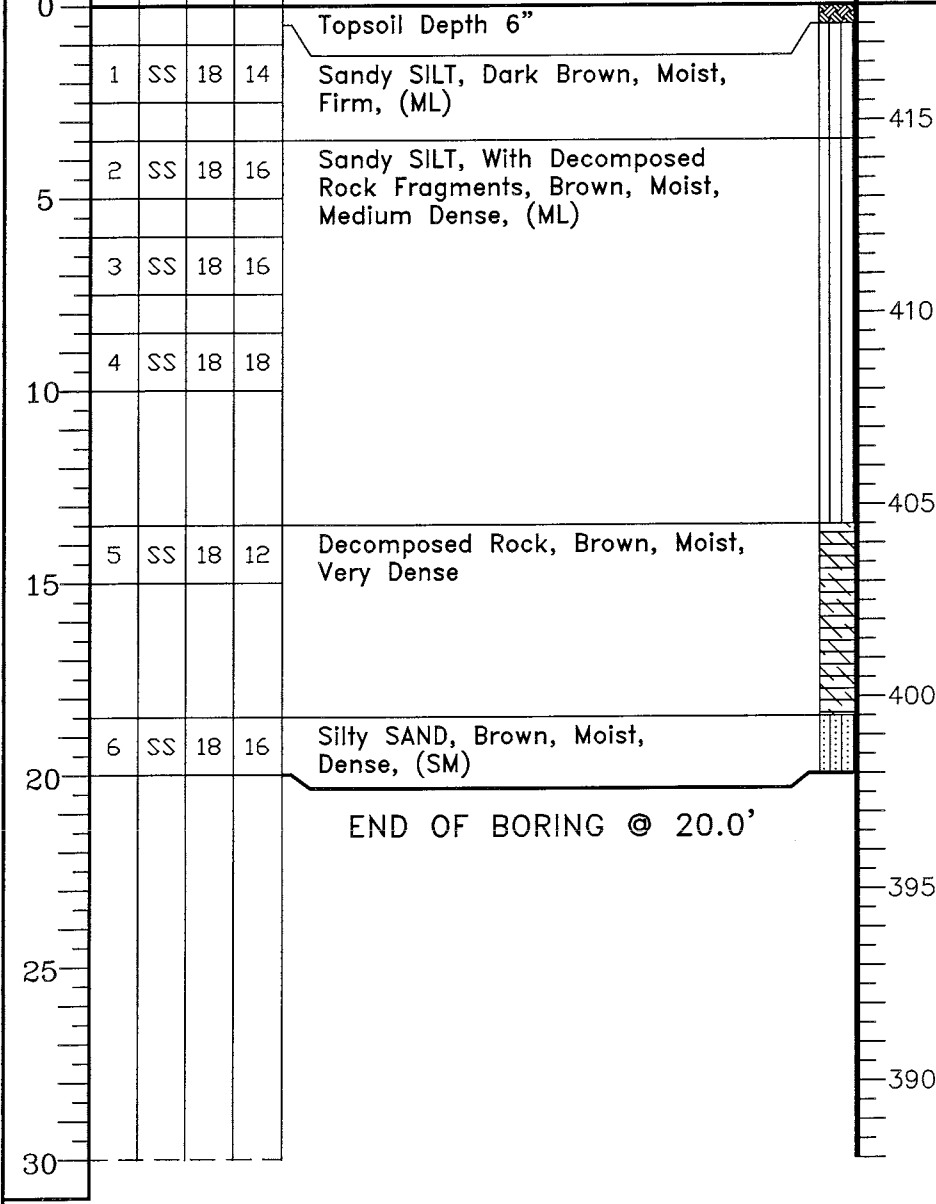 0
Topsoil Depth 6”
1 SS 18 14 Sandy SILT, Dark Brown, Moist,
Firm, (ML)
415
2 SS 18 16 Sandy SILT, With Decomposed
Rock Fragments, Brown, Moist,
5 Medium Dense, (ML)
3 SS 18 16
410
4 SS 18 18
10
405
5 SS 18 12 Decomposed Rock, Brown, Moist,
Very Dense
15
400
6 SS 18 16 Silty SAND, Brown, Moist,
Dense, (SM)
20
END OF BORING @ 20.0’
395
25
390
30